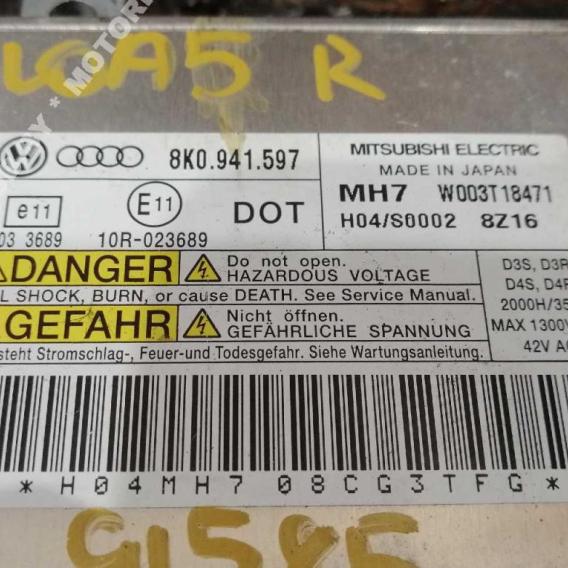 LOA5 R
8K0.941.597
MITSUBISHI ELECTRIC
MADE IN JAPAN
MH7 W003T18471
H04/S0002 8Z16
e11 E11 DOT
03 3689 10R-023689
DANGER Do not open.
HAZARDOUS VOLTAGE
SHOCK, BURN, or cause DEATH. See Service Manual.
GEFAHR Nicht öffnen.
GEFÄHRLICHE SPANNUNG
Stromschlag-, Feuer-und Todesgefahr. Siehe Wartungsanleitung.
D3S, D3R
D4S, D4R
2000H/35
MAX 1300V
42V AC
*H04MH708CG3TFG*